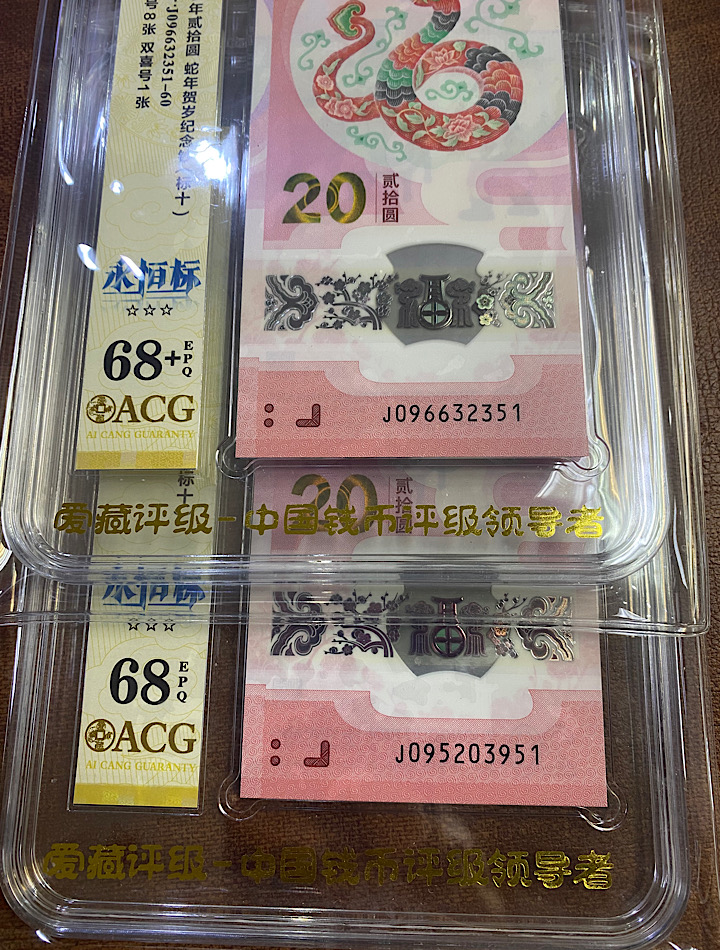 年贰拾圆 蛇年贺岁纪念
(标十)
J096632351-60
号8张 双喜号1张
永恒标
☆☆☆
68+
EPQ
ACG
AI CANG GUARANTY
20
贰拾圆
J096632351
爱藏评级-中国钱币评级领导者
标十
20
贰拾圆
永恒标
☆☆☆
68
EPQ
ACG
AI CANG GUARANTY
J095203951
爱藏评级-中国钱币评级领导者